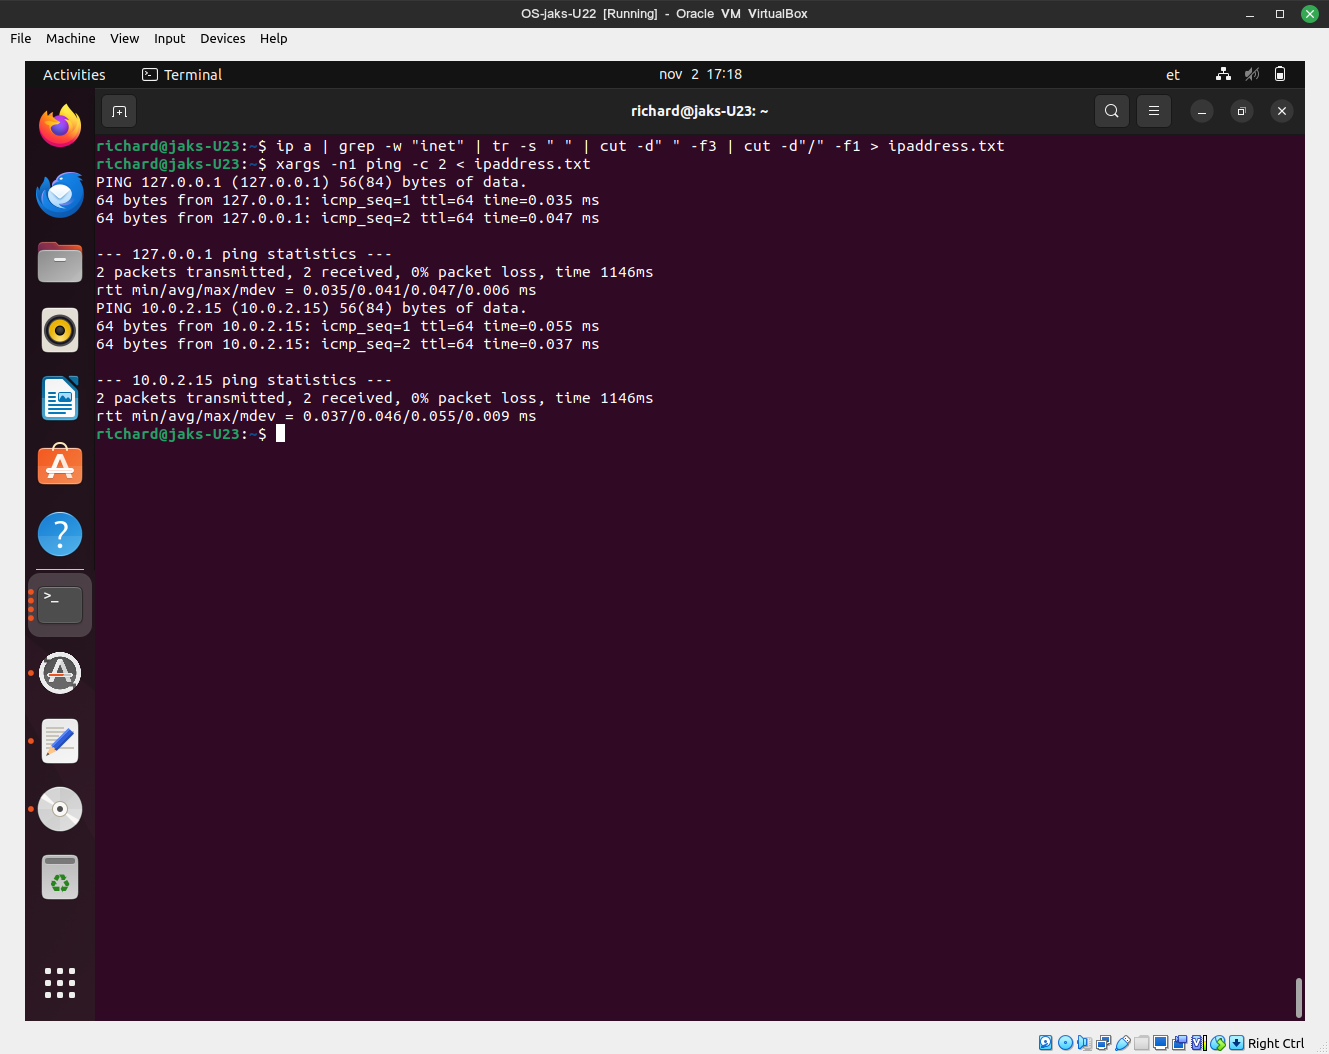 OS-jaks-U22 [Running] - Oracle VM VirtualBox
File Machine View Input Devices Help
Activities Terminal nov 2 17:18 et
richard@jaks-U23: ~
richard@jaks-U23:~$ ip a | grep -w "inet" | tr -s " " | cut -d" " -f3 | cut -d"/" -f1 > ipaddress.txt
richard@jaks-U23:~$ xargs -n1 ping -c 2 < ipaddress.txt
PING 127.0.0.1 (127.0.0.1) 56(84) bytes of data.
64 bytes from 127.0.0.1: icmp_seq=1 ttl=64 time=0.035 ms
64 bytes from 127.0.0.1: icmp_seq=2 ttl=64 time=0.047 ms
--- 127.0.0.1 ping statistics ---
2 packets transmitted, 2 received, 0% packet loss, time 1146ms
rtt min/avg/max/mdev = 0.035/0.041/0.047/0.006 ms
PING 10.0.2.15 (10.0.2.15) 56(84) bytes of data.
64 bytes from 10.0.2.15: icmp_seq=1 ttl=64 time=0.055 ms
64 bytes from 10.0.2.15: icmp_seq=2 ttl=64 time=0.037 ms
--- 10.0.2.15 ping statistics ---
2 packets transmitted, 2 received, 0% packet loss, time 1146ms
rtt min/avg/max/mdev = 0.037/0.046/0.055/0.009 ms
richard@jaks-U23:~$
Right Ctrl